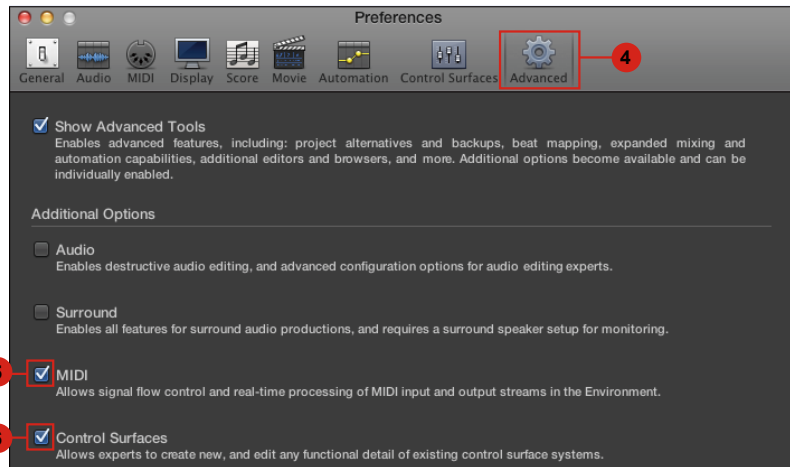 Preferences
General Audio MIDI Display Score Movie Automation Control Surfaces Advanced
4
Show Advanced Tools
Enables advanced features, including: project alternatives and backups, beat mapping, expanded mixing and
automation capabilities, additional editors and browsers, and more. Additional options become available and can be
individually enabled.
Additional Options
Audio
Enables destructive audio editing, and advanced configuration options for audio editing experts.
Surround
Enables all features for surround audio productions, and requires a surround speaker setup for monitoring.
MIDI
Allows signal flow control and real-time processing of MIDI input and output streams in the Environment.
Control Surfaces
Allows experts to create new, and edit any functional detail of existing control surface systems.